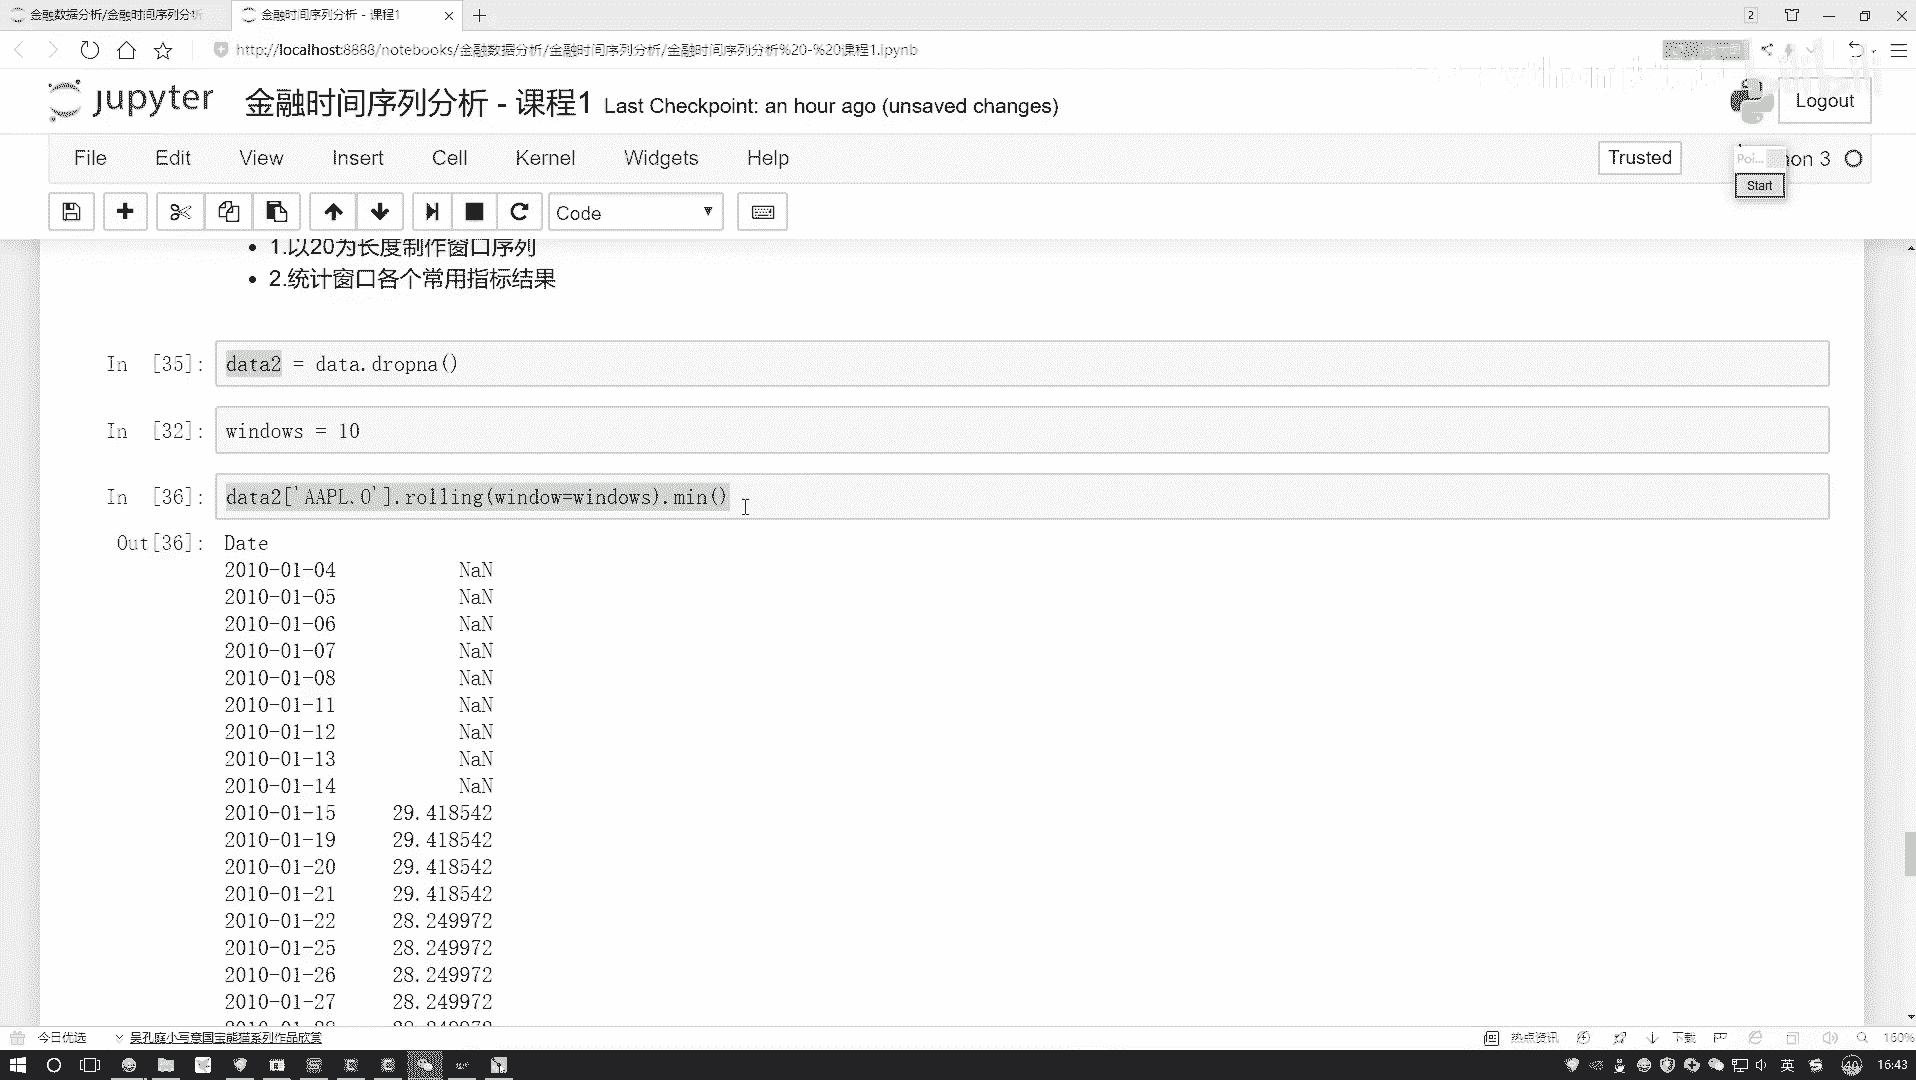 金融数据分析/金融时间序列分析
金融时间序列分析 - 课程1
2
http://localhost:8888/notebooks/金融数据分析/金融时间序列分析/金融时间序列分析%20-%20课程1.ipynb
jupyter 金融时间序列分析 - 课程1 Last Checkpoint: an hour ago (unsaved changes)
Logout
File Edit View Insert Cell Kernel Widgets Help
Trusted
Poi...
hon 3
Start
Code
1.以20为长度制作窗口序列
2.统计窗口各个常用指标结果
In [35]: data2 = data.dropna()
In [32]: windows = 10
In [36]: data2['AAPL.O'].rolling(window=windows).min()
Out[36]: Date
2010-01-04 NaN
2010-01-05 NaN
2010-01-06 NaN
2010-01-07 NaN
2010-01-08 NaN
2010-01-11 NaN
2010-01-12 NaN
2010-01-13 NaN
2010-01-14 NaN
2010-01-15 29.418542
2010-01-19 29.418542
2010-01-20 29.418542
2010-01-21 29.418542
2010-01-22 28.249972
2010-01-25 28.249972
2010-01-26 28.249972
2010-01-27 28.249972
今日优选
吴孔庭小写意国宝熊猫系列作品欣赏
热点资讯
下载
160%
英
40
16:43